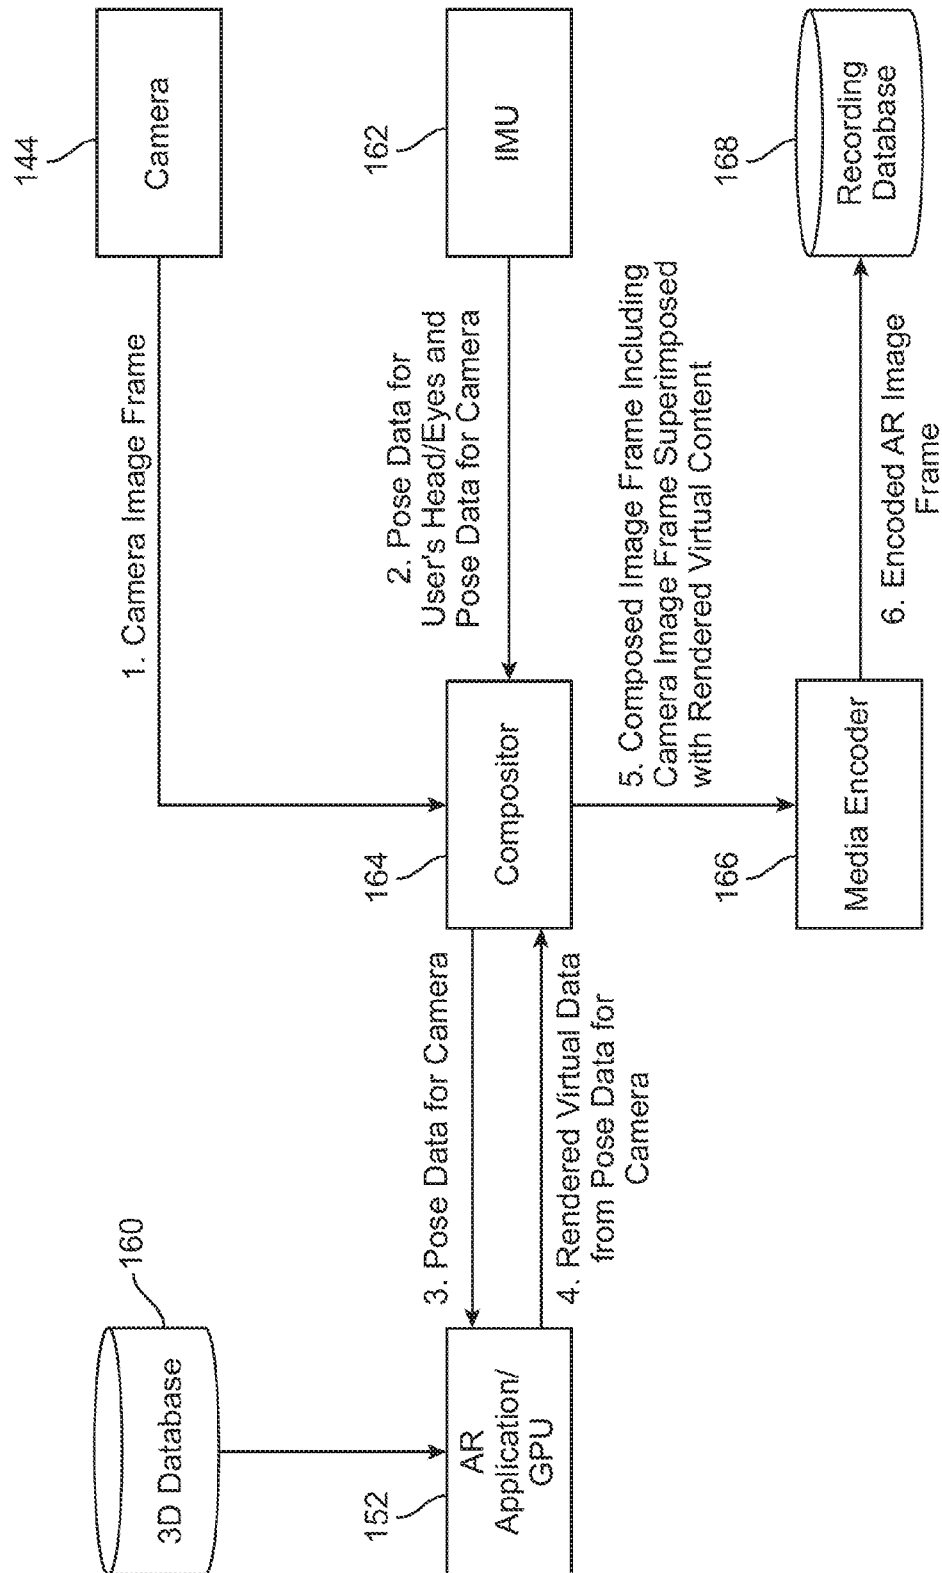 160
3D Database
152
AR
Application/
GPU
3. Pose Data for Camera
4. Rendered Virtual Data
from Pose Data for
Camera
1. Camera Image Frame
144
Camera
2. Pose Data for
User's Head/Eyes and
Pose Data for Camera
162
IMU
164
Compositor
5. Composed Image Frame Including
Camera Image Frame Superimposed
with Rendered Virtual Content
166
Media Encoder
6. Encoded AR Image
Frame
168
Recording
Database